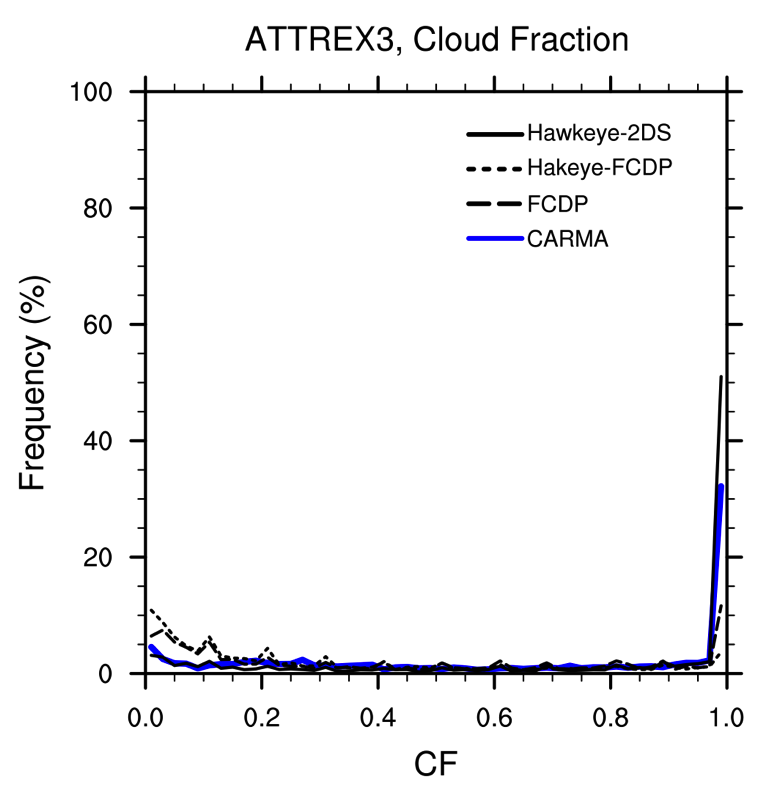 ATTREX3, Cloud Fraction
100
80
60
40
20
0
Frequency (%)
Hawkeye-2DS
Hakeye-FCDP
FCDP
CARMA
0.0 0.2 0.4 0.6 0.8 1.0
CF